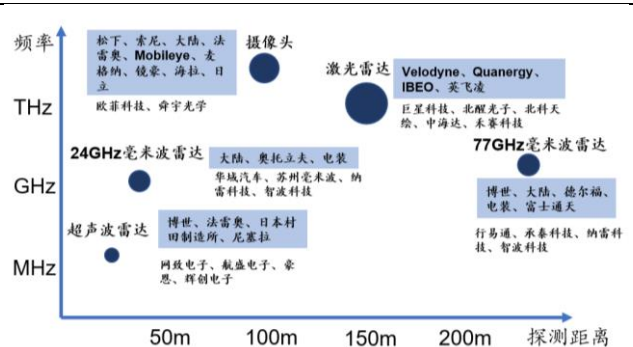 频率
松下、索尼、大陆、法
雷奥、Mobileye、麦
格纳、镜豪、海拉、日
立
摄像头
欧菲科技、舜宇光学
激光雷达
Velodyne、Quanergy、
IBEO、英飞凌
巨星科技、北醒光子、北科天
绘、中海达、禾赛科技
THz
24GHz毫米波雷达
大陆、奥托立夫、电装
华域汽车、苏州毫米波、纳
雷科技、智波科技
77GHz毫米波雷达
博世、大陆、德尔福、
电装、富士通天
行易通、承泰科技、纳雷科
技、智波科技
GHz
超声波雷达
博世、法雷奥、日本村
田制造所、尼塞拉
同致电子、航盛电子、豪
恩、辉创电子
MHz
50m
100m
150m
200m
探测距离